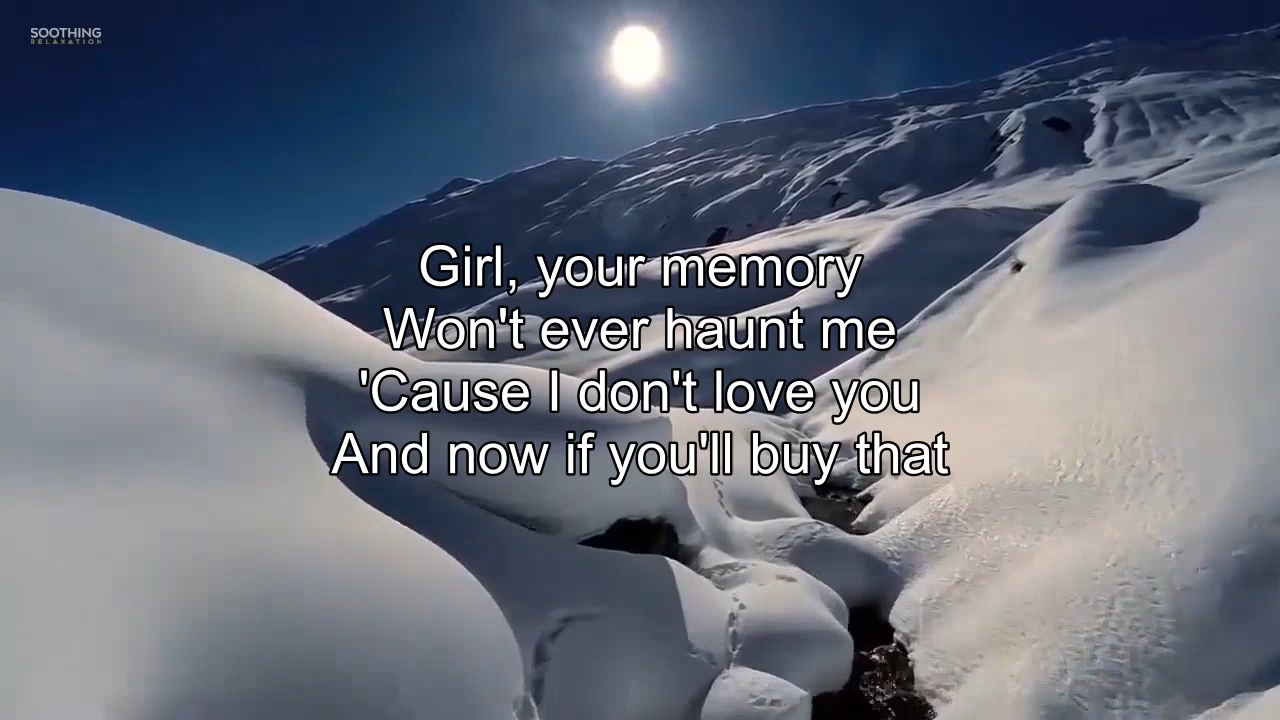 SOOTHING
RELAXATION
Girl, your memory
Won't ever haunt me
'Cause I don't love you
And now if you'll buy that